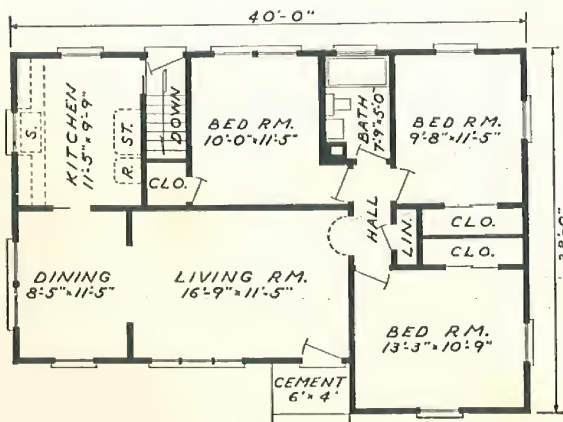 40'-0"
KITCHEN
11'-5" × 9'-9"
S.
ST.
R.
DOWN
CLO.
BED RM.
10'-0" × 11'-5"
BATH
7'-9" × 5'-0"
BED RM.
9'-8" × 11'-5"
HALL
LIN.
CLO.
CLO.
DINING
8'-5" × 11'-5"
LIVING RM.
16'-9" × 11'-5"
BED RM.
13'-3" × 10'-9"
CEMENT
6' × 4'